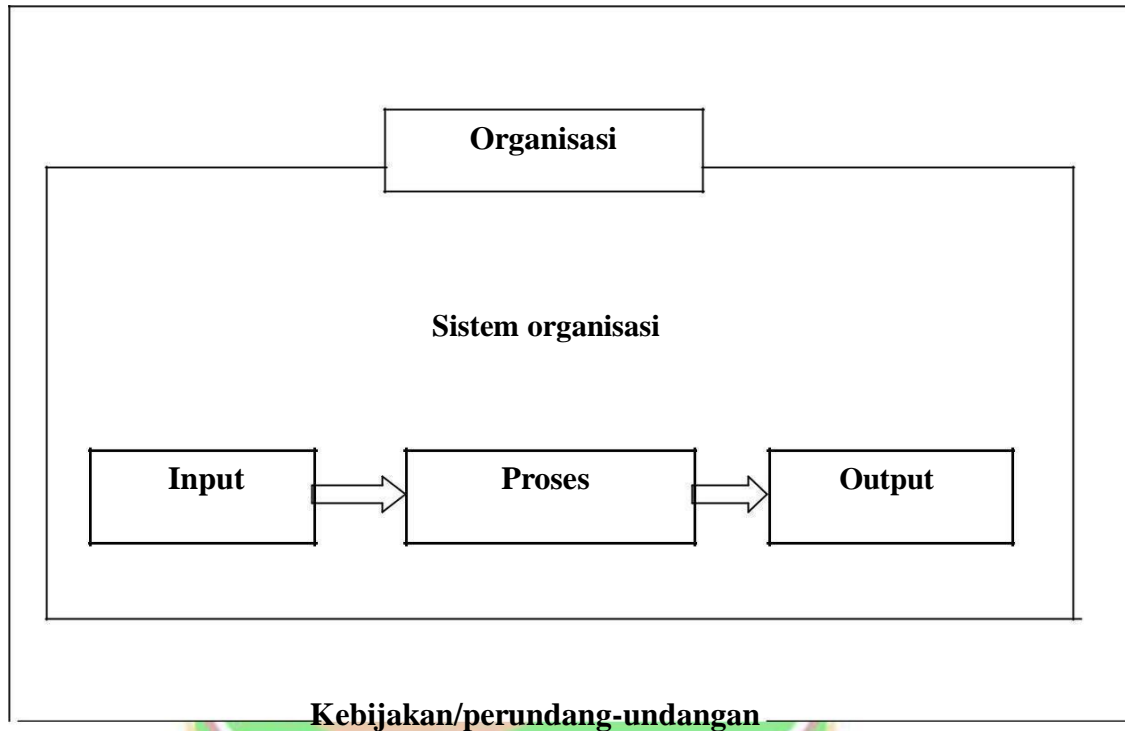 Organisasi
Sistem organisasi
Input
Proses
Output
Kebijakan/perundang-undangan